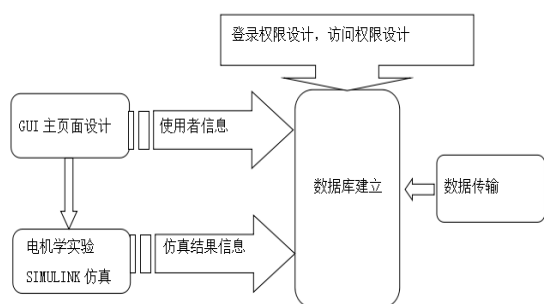 登录权限设计，访问权限设计
GUI 主页面设计
使用者信息
数据库建立
数据传输
电机学实验
SIMULINK 仿真
仿真结果信息